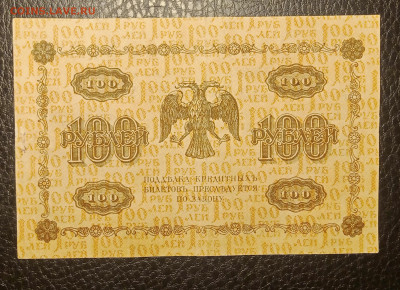 100 100
100 РУБЛЕЙ 100 РУБЛЕЙ
ПОДДѢЛКА КРЕДИТНЫХЪ
БИЛЕТОВЪ ПРЕСЛѢДУЕТСЯ
ПО ЗАКОНУ.
100 100